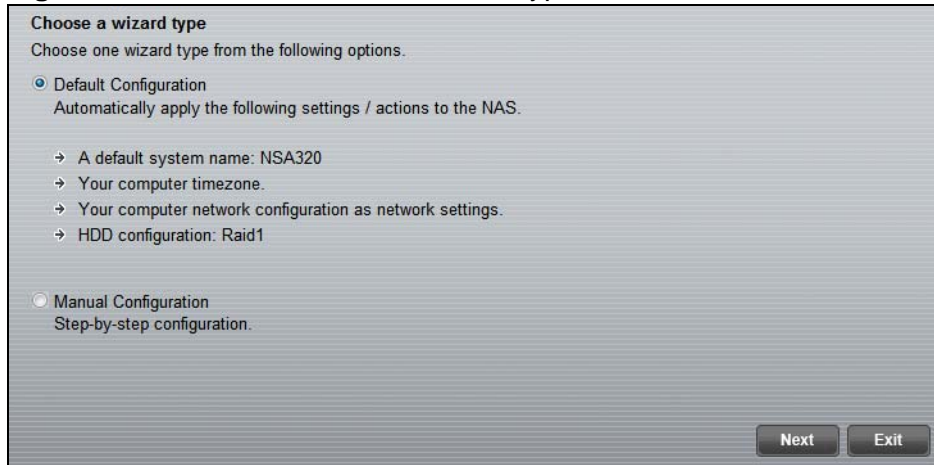 Choose a wizard type
Choose one wizard type from the following options.
Default Configuration
Automatically apply the following settings / actions to the NAS.
A default system name: NSA320
Your computer timezone.
Your computer network configuration as network settings.
HDD configuration: Raid1
Manual Configuration
Step-by-step configuration.
Next Exit